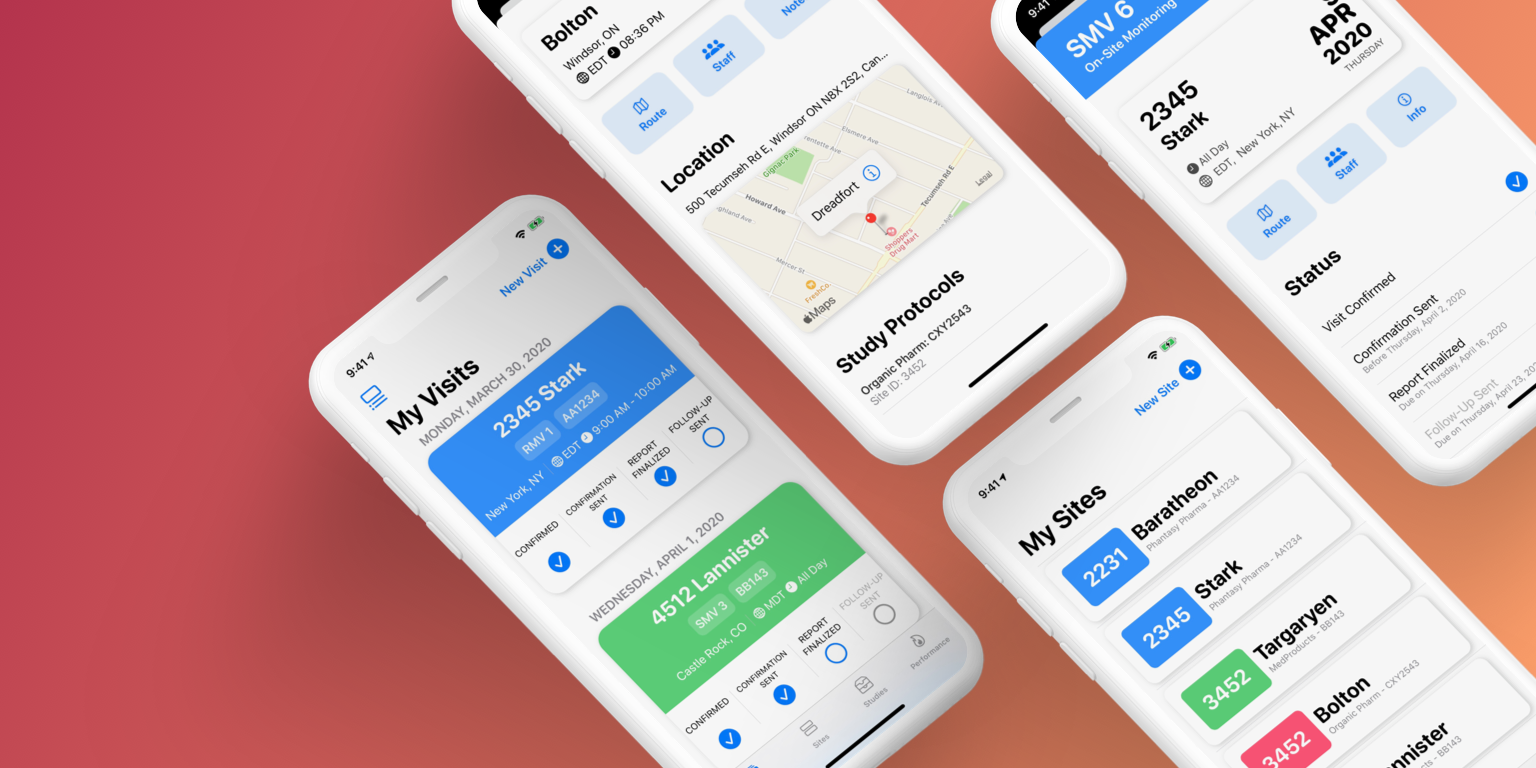 9:41
New Visit
My Visits
MONDAY, MARCH 30, 2020
2345 Stark
RMV 1
AA1234
New York, NY
EDT
9:00 AM - 10:00 AM
CONFIRMED
CONFIRMATION
SENT
REPORT
FINALIZED
FOLLOW-UP
SENT
WEDNESDAY, APRIL 1, 2020
4512 Lannister
SMV 3
BB143
Castle Rock, CO
MDT
All Day
CONFIRMED
CONFIRMATION
SENT
REPORT
FINALIZED
FOLLOW-UP
SENT
Sites
Studies
Performance
Bolton
Windsor, ON
EDT
08:36 PM
Route
Staff
Location
500 Tecumseh Rd E, Windsor ON N8X 2S2, Can...
Langlois
Elsmere Ave
Gignac Park
Howard Ave
Dreadfort
Tecumseh Rd E
Legal
Shoppers
Drug Mart
Mercer St
FreshCo.
Maps
Study Protocols
Organic Pharm: CXY2543
Site ID: 3452
9:41
SMV 6
On-Site Monitoring
APR
2020
THURSDAY
2345
Stark
All Day
EDT, New York, NY
Route
Staff
Info
Status
Visit Confirmed
Confirmation Sent
Before Thursday, April 2, 2020
Report Finalized
Due on Thursday, April 16, 2020
Follow-Up Sent
Due on Thursday, April 23,
9:41
New Site
My Sites
2231
Baratheon
Phantasy Pharma - AA1234
2345
Stark
Phantasy Pharma - AA1234
3452
Targaryen
MedProducts - BB143
3452
Bolton
Organic Pharm - CXY2543
nnister
BB143